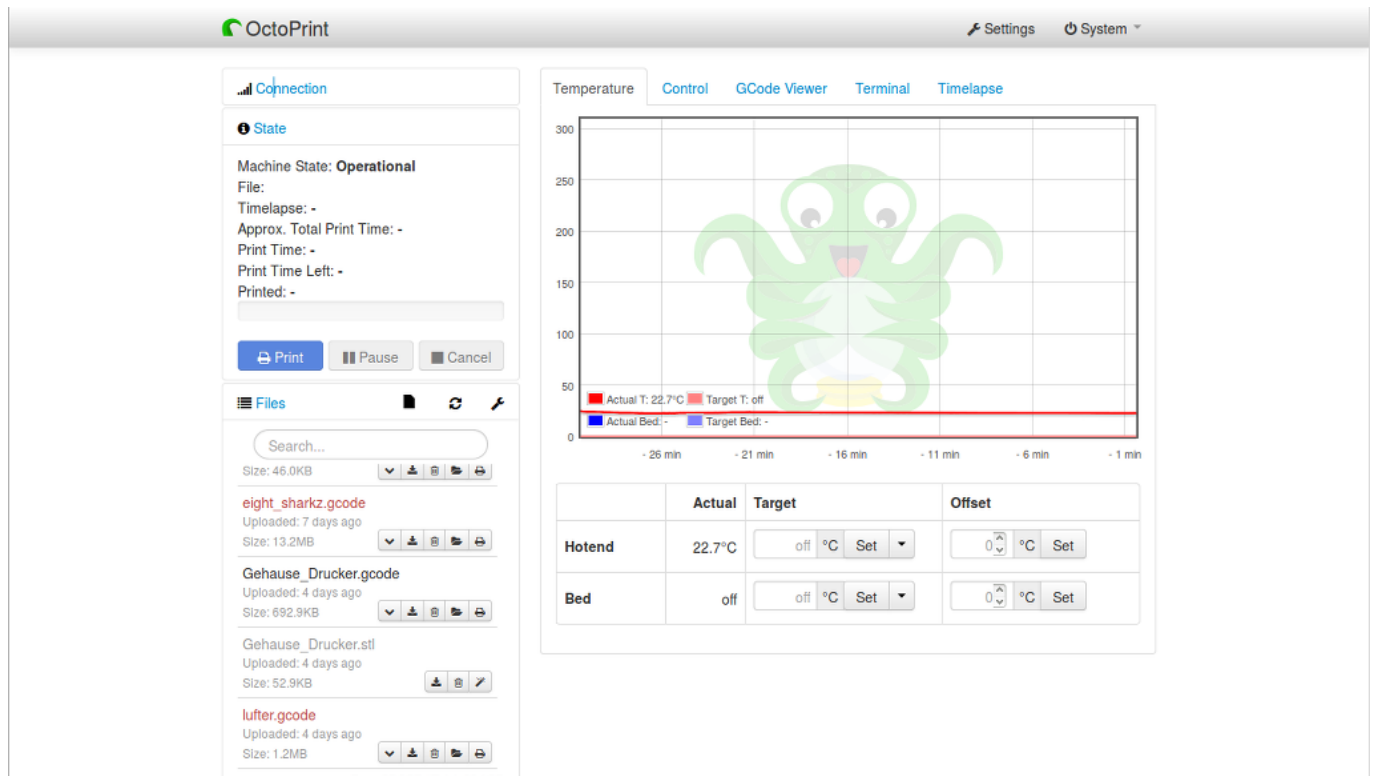 OctoPrint
Settings
System
Connection
State
Machine State: Operational
File:
Timelapse: -
Approx. Total Print Time: -
Print Time: -
Print Time Left: -
Printed: -
Print
Pause
Cancel
Files
Search...
Size: 46.0KB
eight_sharkz.gcode
Uploaded: 7 days ago
Size: 13.2MB
Gehause_Drucker.gcode
Uploaded: 4 days ago
Size: 692.9KB
Gehause_Drucker.stl
Uploaded: 4 days ago
Size: 52.9KB
lufter.gcode
Uploaded: 4 days ago
Size: 1.2MB
Temperature Control GCode Viewer Terminal Timelapse
300
250
200
150
100
50
0
Actual T: 22.7°C Target T: off
Actual Bed: - Target Bed: -
- 26 min - 21 min - 16 min - 11 min - 6 min - 1 min
Actual Target Offset
Hotend 22.7°C off °C Set 0 °C Set
Bed off off °C Set 0 °C Set